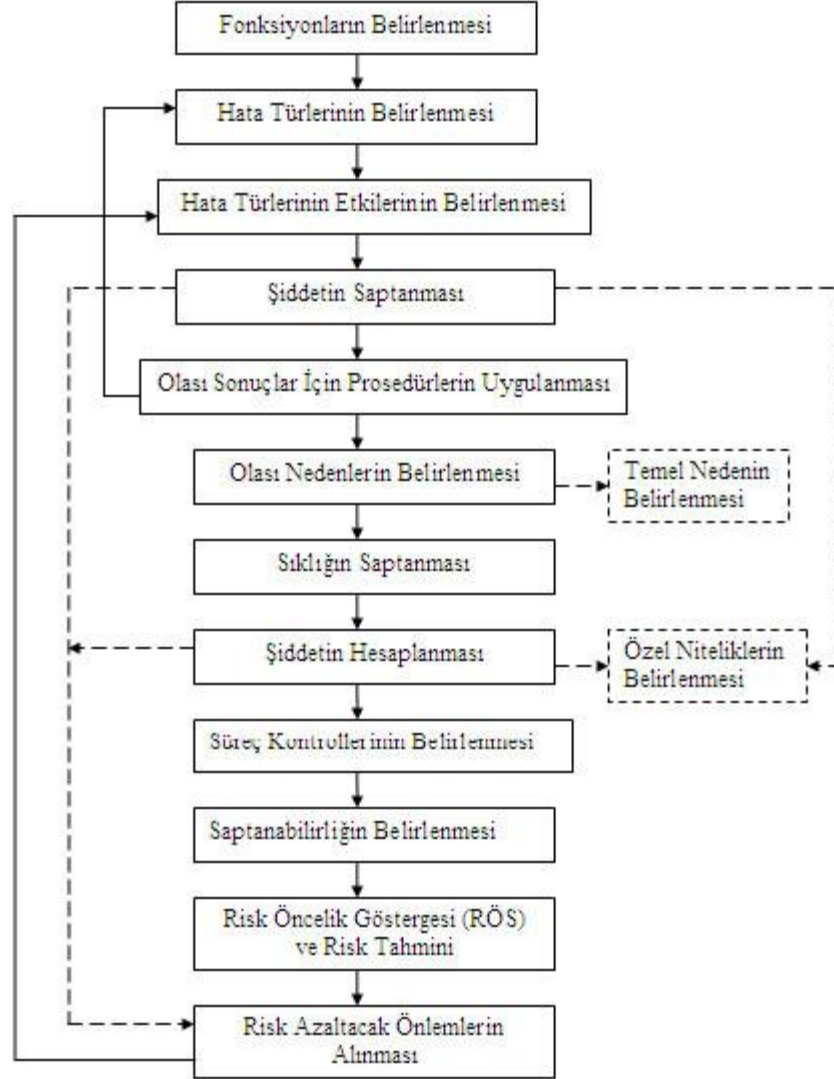 Fonksiyonların Belirlenmesi
Hata Türlerinin Belirlenmesi
Hata Türlerinin Etkilerinin Belirlenmesi
Şiddetin Saptanması
Olası Sonuçlar İçin Prosedürlerin Uygulanması
Olası Nedenlerin Belirlenmesi
Temel Nedenin
Belirlenmesi
Sıklığın Saptanması
Şiddetin Hesaplanması
Özel Niteliklerin
Belirlenmesi
Süreç Kontrollerinin Belirlenmesi
Saptanabilirliğin Belirlenmesi
Risk Öncelik Göstergesi (RÖS)
ve Risk Tahmini
Risk Azaltacak Önlemlerin
Alınması